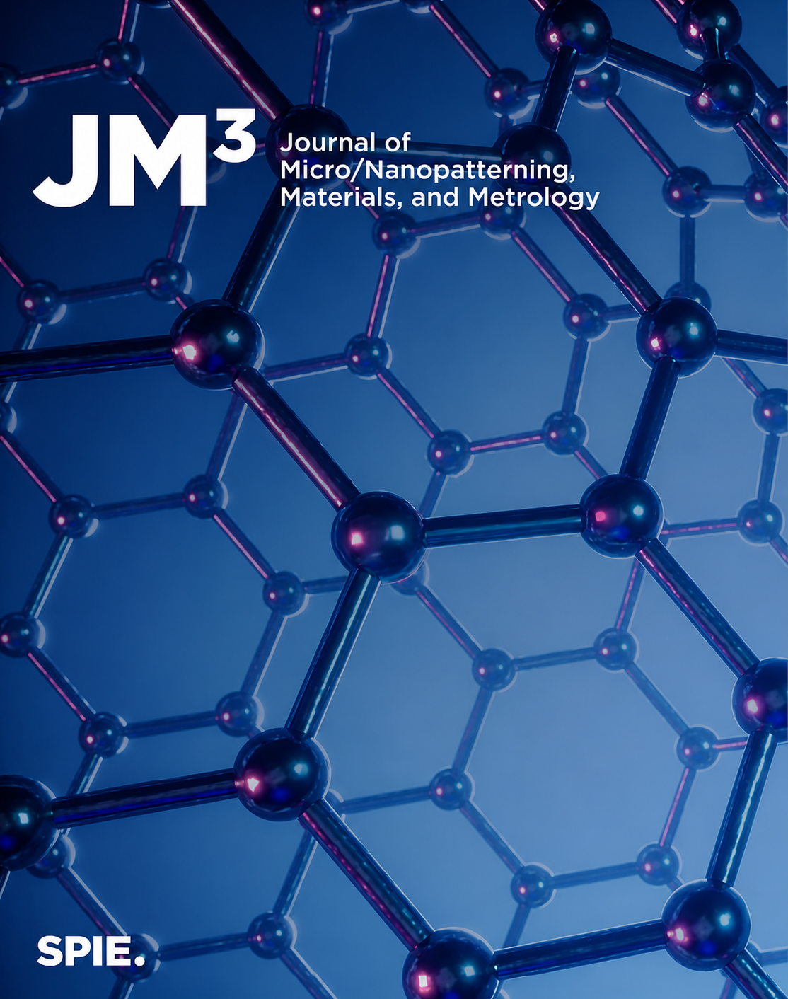 JM³
Journal of
Micro/Nanopatterning,
Materials, and Metrology
SPIE.